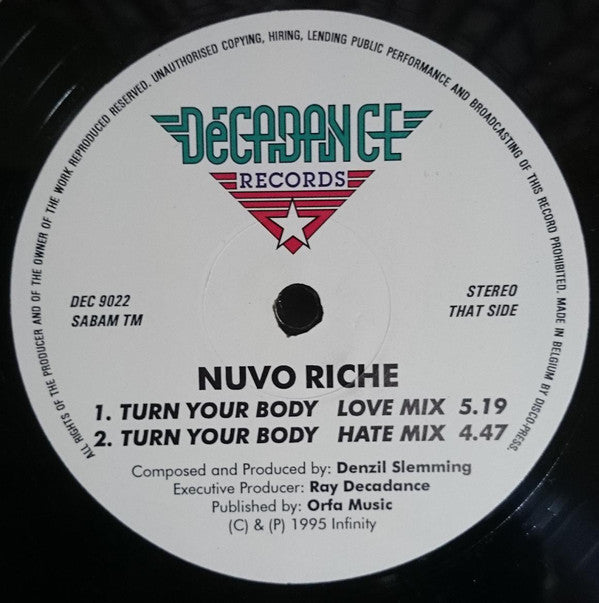 DéCADANCE
RECORDS
ALL RIGHTS OF THE PRODUCER AND OF THE OWNER OF THE WORK REPRODUCED RESERVED. UNAUTHORISED COPYING, HIRING, LENDING PUBLIC PERFORMANCE AND BROADCASTING OF THIS RECORD PROHIBITED. MADE IN BELGIUM BY DISCO-PRESS.
DEC 9022
SABAM TM
STEREO
THAT SIDE
NUVO RICHE
1. TURN YOUR BODY LOVE MIX 5.19
2. TURN YOUR BODY HATE MIX 4.47
Composed and Produced by: Denzil Slemming
Executive Producer: Ray Decadance
Published by: Orfa Music
(C) & (P) 1995 Infinity